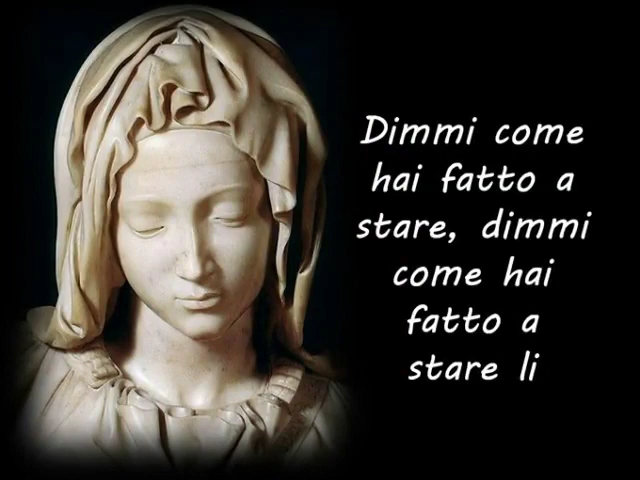 Dimmi come
hai fatto a
stare, dimmi
come hai
fatto a
stare li